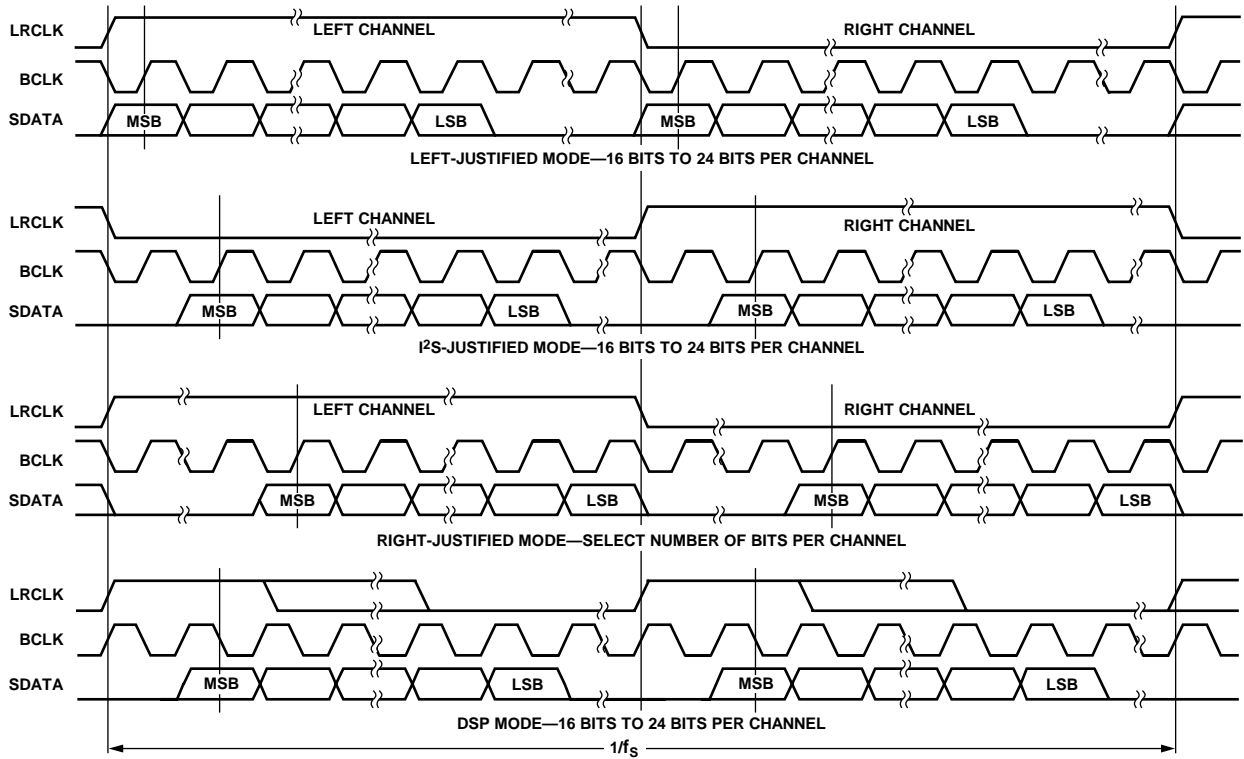 LRCLK
LEFT CHANNEL
RIGHT CHANNEL
BCLK
SDATA
MSB
LSB
MSB
LSB
LEFT-JUSTIFIED MODE—16 BITS TO 24 BITS PER CHANNEL
LRCLK
LEFT CHANNEL
RIGHT CHANNEL
BCLK
SDATA
MSB
LSB
MSB
LSB
I²S-JUSTIFIED MODE—16 BITS TO 24 BITS PER CHANNEL
LRCLK
LEFT CHANNEL
RIGHT CHANNEL
BCLK
SDATA
MSB
LSB
MSB
LSB
RIGHT-JUSTIFIED MODE—SELECT NUMBER OF BITS PER CHANNEL
LRCLK
BCLK
SDATA
MSB
LSB
MSB
LSB
DSP MODE—16 BITS TO 24 BITS PER CHANNEL
1/fS